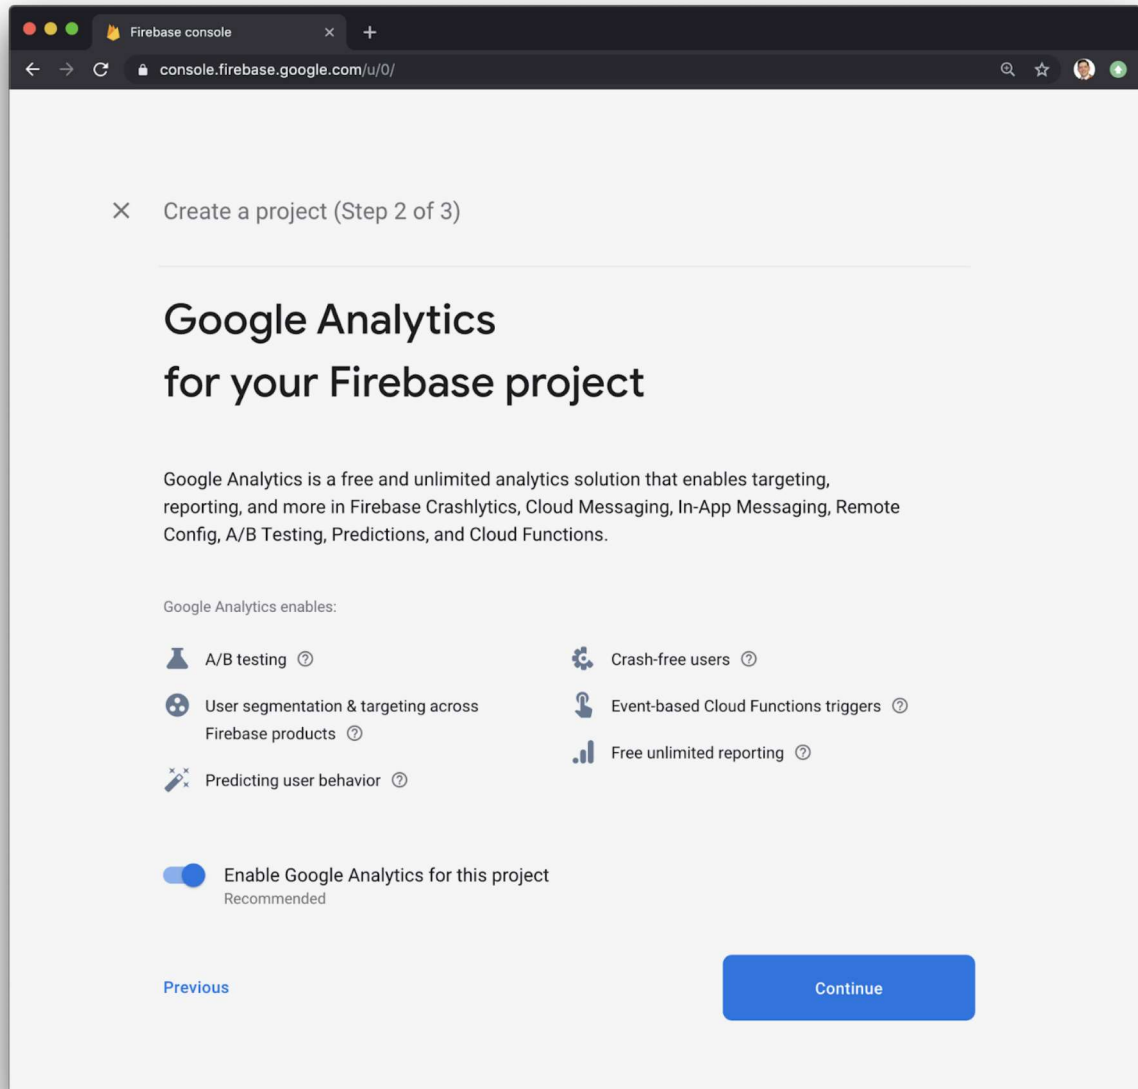 Firebase console
console.firebase.google.com/u/0/
Create a project (Step 2 of 3)
Google Analytics
for your Firebase project
Google Analytics is a free and unlimited analytics solution that enables targeting,
reporting, and more in Firebase Crashlytics, Cloud Messaging, In-App Messaging, Remote
Config, A/B Testing, Predictions, and Cloud Functions.
Google Analytics enables:
A/B testing
User segmentation & targeting across
Firebase products
Predicting user behavior
Crash-free users
Event-based Cloud Functions triggers
Free unlimited reporting
Enable Google Analytics for this project
Recommended
Previous
Continue